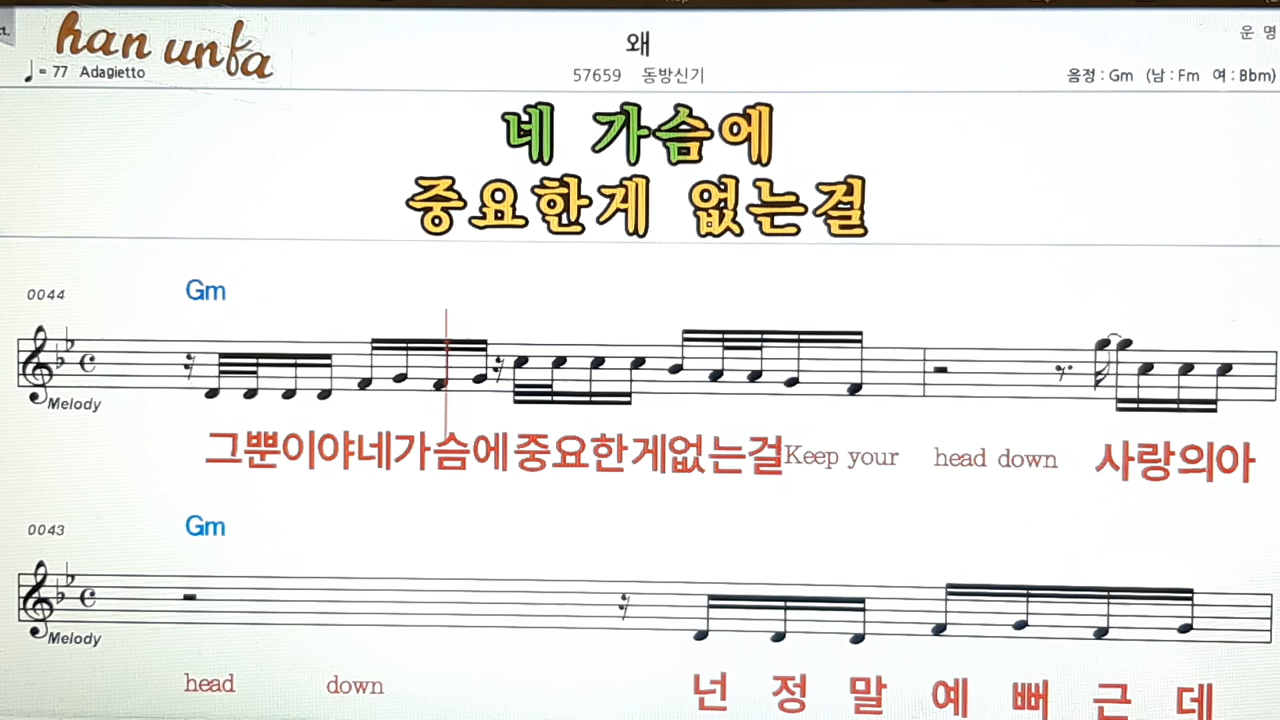 han unfa
왜
운 명
♩= 77 Adagietto
57659 동방신기
음정 : Gm (남 : Fm 여 : Bbm)
네 가슴에
중요한게 없는걸
0044
Gm
Melody
그뿐이야네가슴에중요한게없는걸Keep your head down 사랑의아
0043
Gm
Melody
head down 넌 정 말 예 뻐 근 데